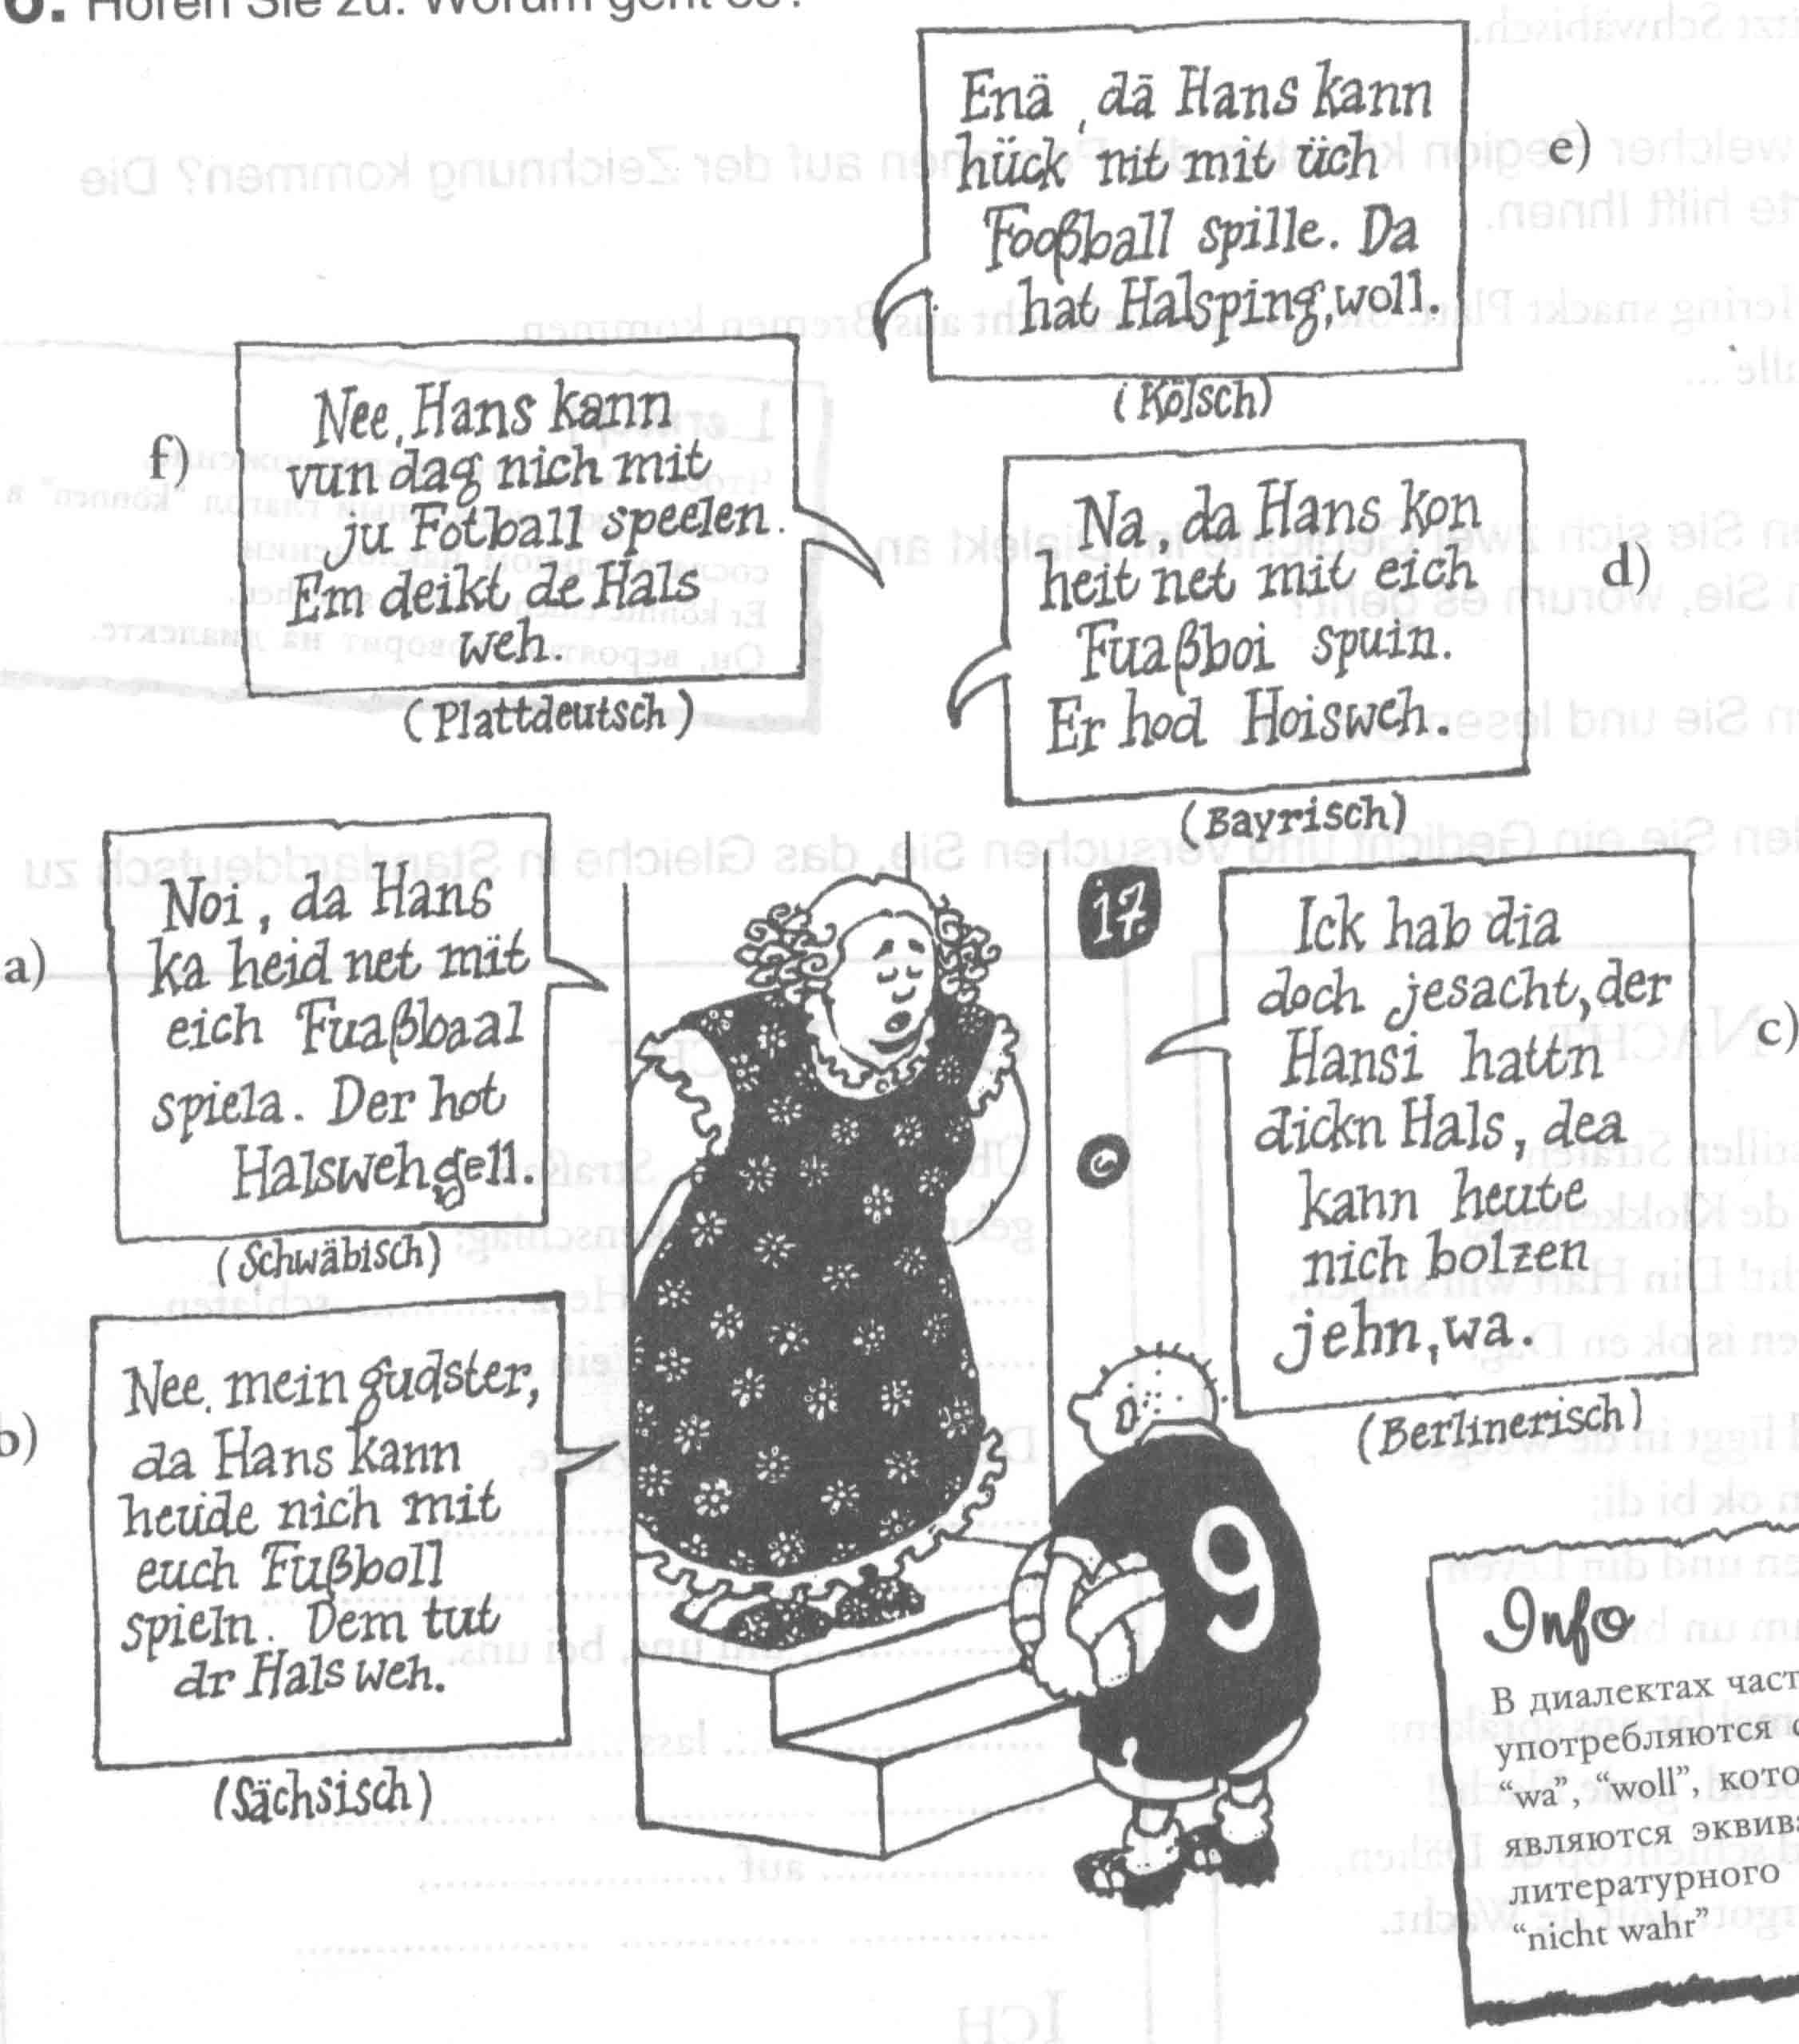 6. Hören Sie zu. Worum geht es?
Enä, dä Hans kann
hück nit mit üch
Fooßball spille. Da
hat Halsping, woll.
e)
(Kölsch)
f)
Nee, Hans kann
vun dag nich mit
ju Fotball speelen.
Em deikt de Hals
weh.
(Plattdeutsch)
Na, da Hans kon
heit net mit eich
Fuaßboi spuin.
Er hod Hoisweh.
d)
(Bayrisch)
a)
Noi, da Hans
ka heid net mit
eich Fuaßbaal
spiela. Der hot
Halsweh, gell.
(Schwäbisch)
17.
Ick hab dia
doch jesacht, der
Hansi hattn
dickn Hals, dea
kann heute
nich bolzen
jehn, wa.
c)
(Berlinerisch)
b)
Nee, mein gudster,
da Hans kann
heude nich mit
euch Fußboll
spieln. Dem tut
dr Hals weh.
(Sächsisch)
9
Info
В диалектах част
употребляются
"wa", "woll", кото
являются эквив
литературного
"nicht wahr"